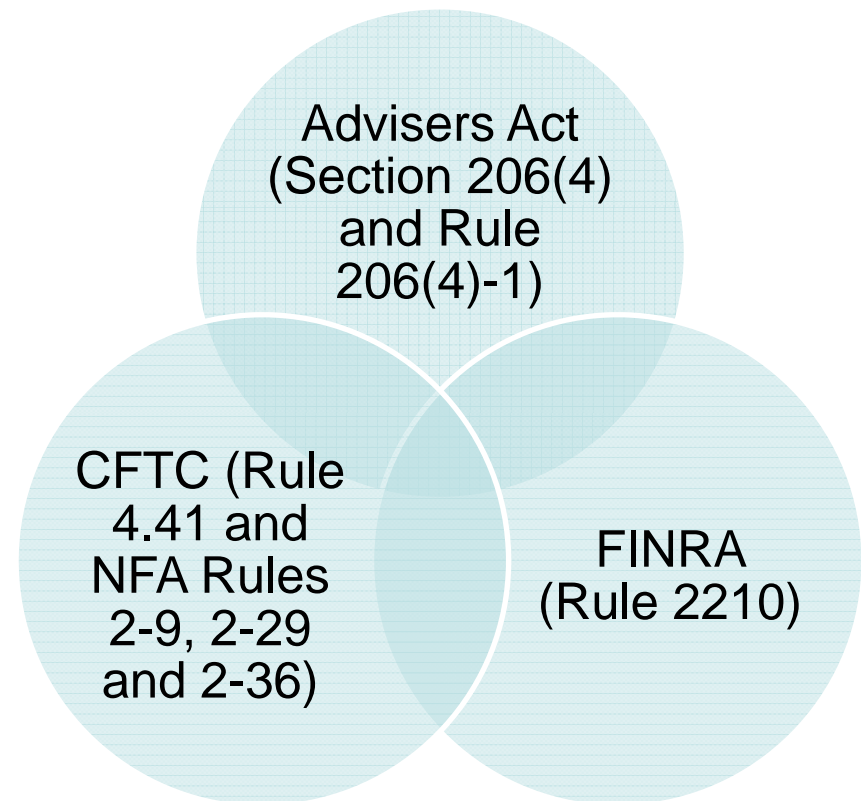 Advisers Act
(Section 206(4)
and Rule
206(4)-1)
CFTC (Rule
4.41 and
NFA Rules
2-9, 2-29
and 2-36)
FINRA
(Rule 2210)